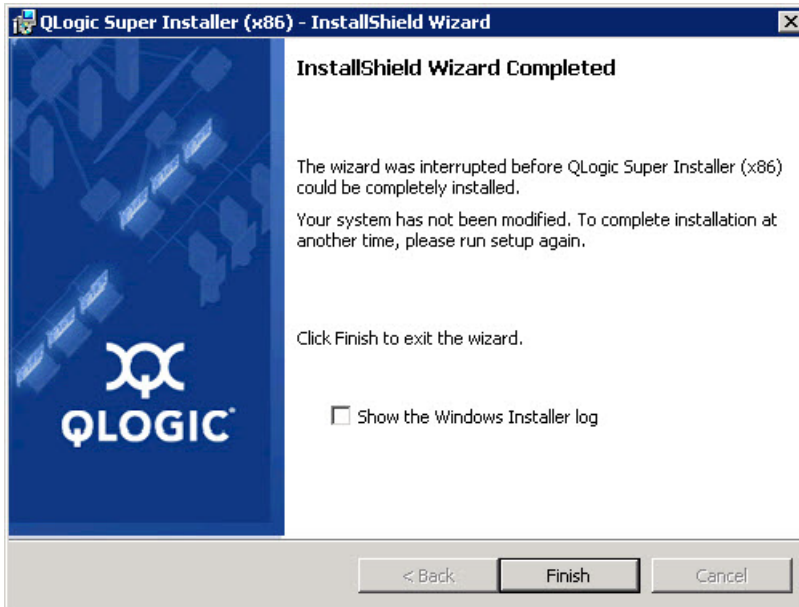 QLogic Super Installer (x86) - InstallShield Wizard
InstallShield Wizard Completed
The wizard was interrupted before QLogic Super Installer (x86)
could be completely installed.
Your system has not been modified. To complete installation at
another time, please run setup again.
Click Finish to exit the wizard.
Show the Windows Installer log
QLOGIC
< Back
Finish
Cancel